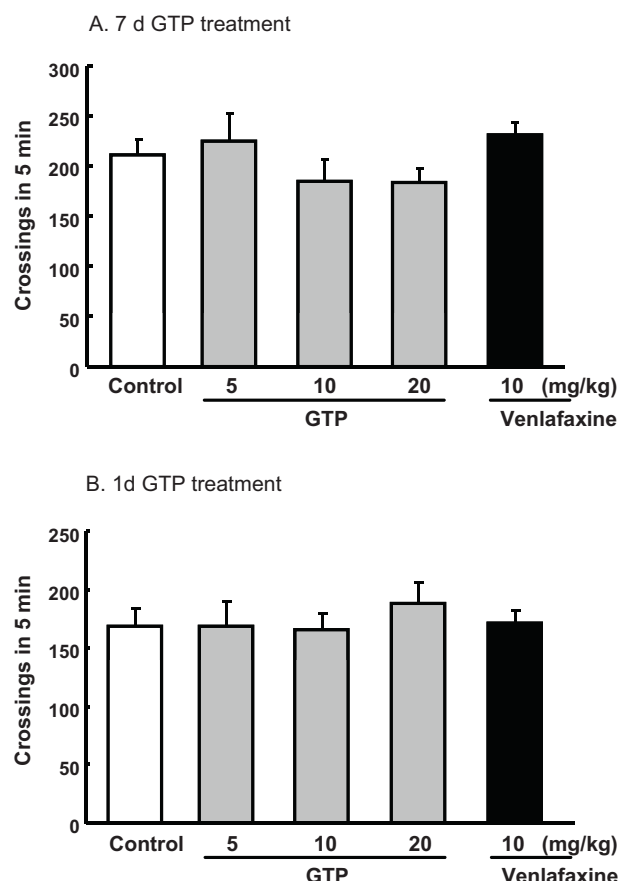 A. 7 d GTP treatment
300
250
200
150
100
50
0
Crossings in 5 min
Control 5 10 20 10 (mg/kg)
GTP Venlafaxine
B. 1d GTP treatment
250
200
150
100
50
0
Crossings in 5 min
Control 5 10 20 10 (mg/kg)
GTP Venlafaxine